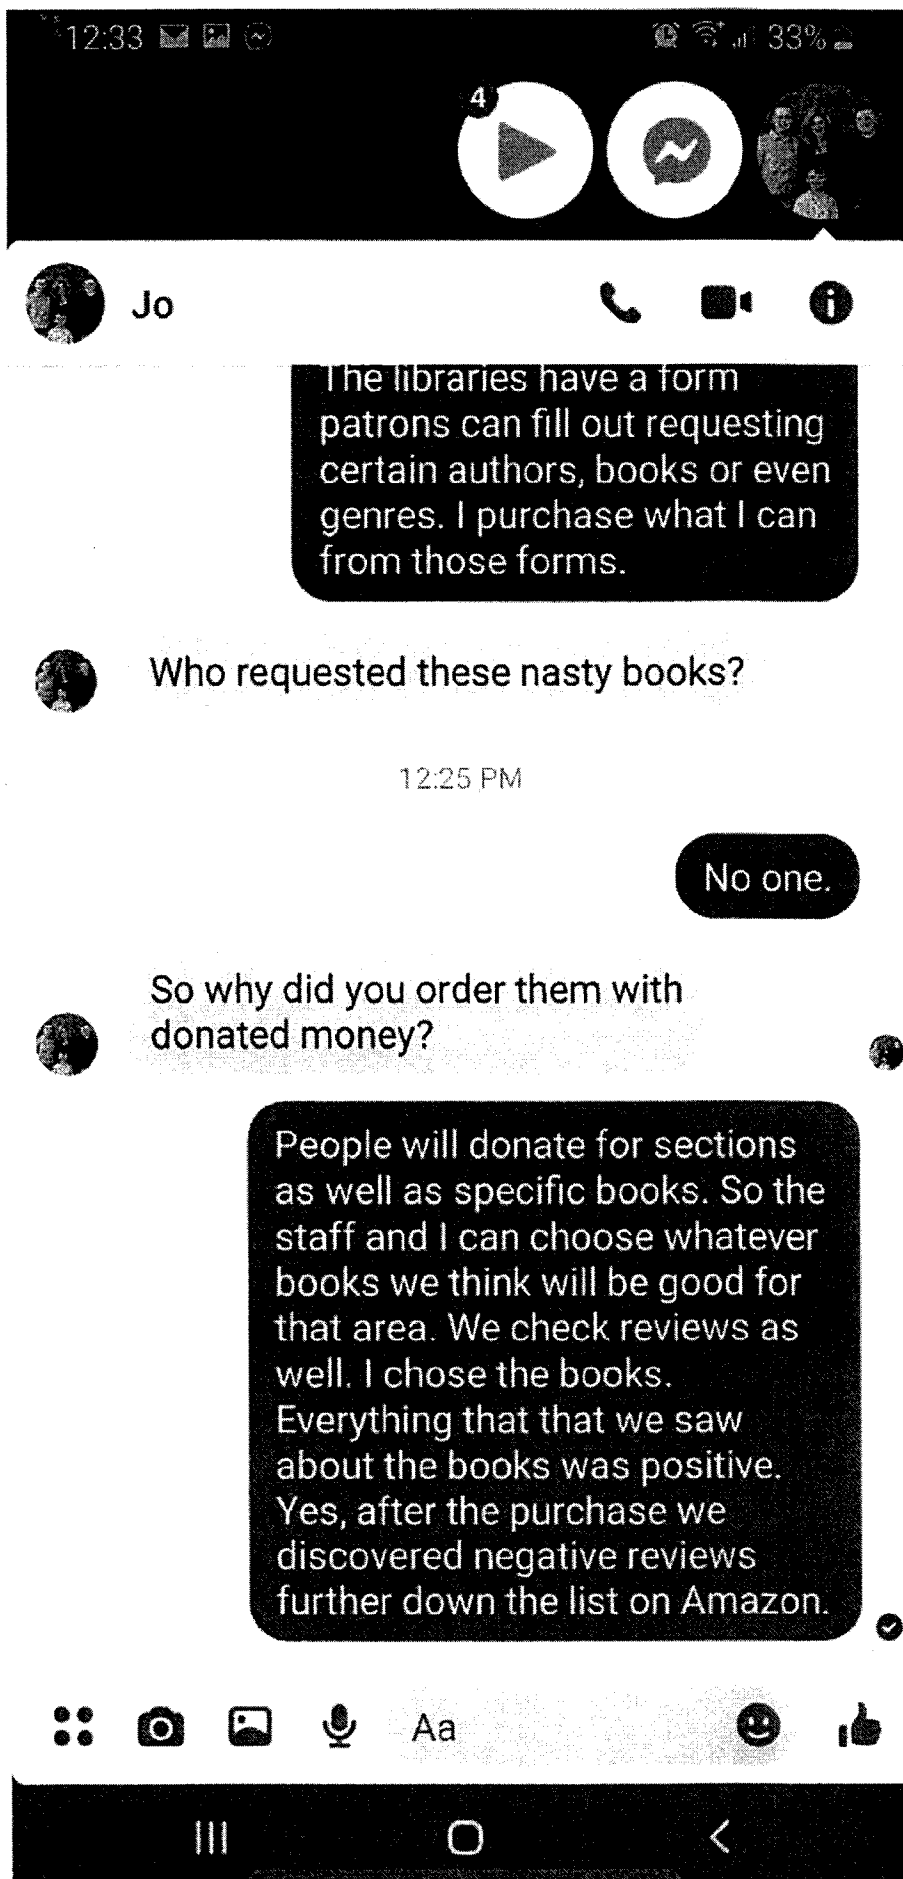 12:33
33%
4
Jo
The libraries have a form
patrons can fill out requesting
certain authors, books or even
genres. I purchase what I can
from those forms.
Who requested these nasty books?
12:25 PM
No one.
So why did you order them with
donated money?
People will donate for sections
as well as specific books. So the
staff and I can choose whatever
books we think will be good for
that area. We check reviews as
well. I chose the books.
Everything that that we saw
about the books was positive.
Yes, after the purchase we
discovered negative reviews
further down the list on Amazon.
Aa